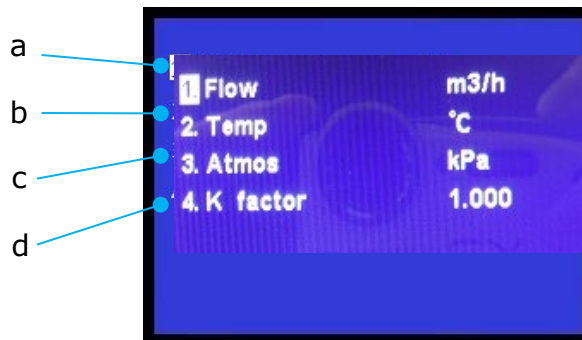 a
1. Flow m3/h
b
2. Temp ℃
c
3. Atmos kPa
d
4. K factor 1.000